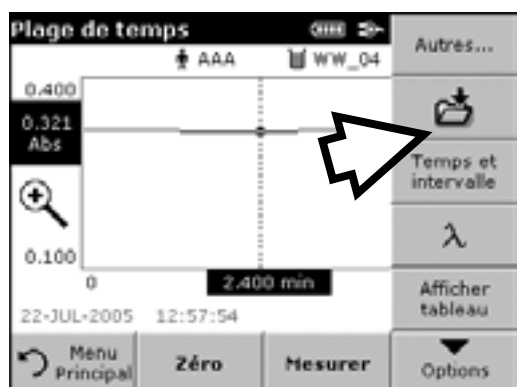 Plage de temps
AAA
WW_04
0.400
0.321
Abs
0.100
0
2.400 min
22-JUL-2005 12:57:54
Menu
Principal
Zéro
Mesurer
Autres...
Temps et
intervalle
λ
Afficher
tableau
Options